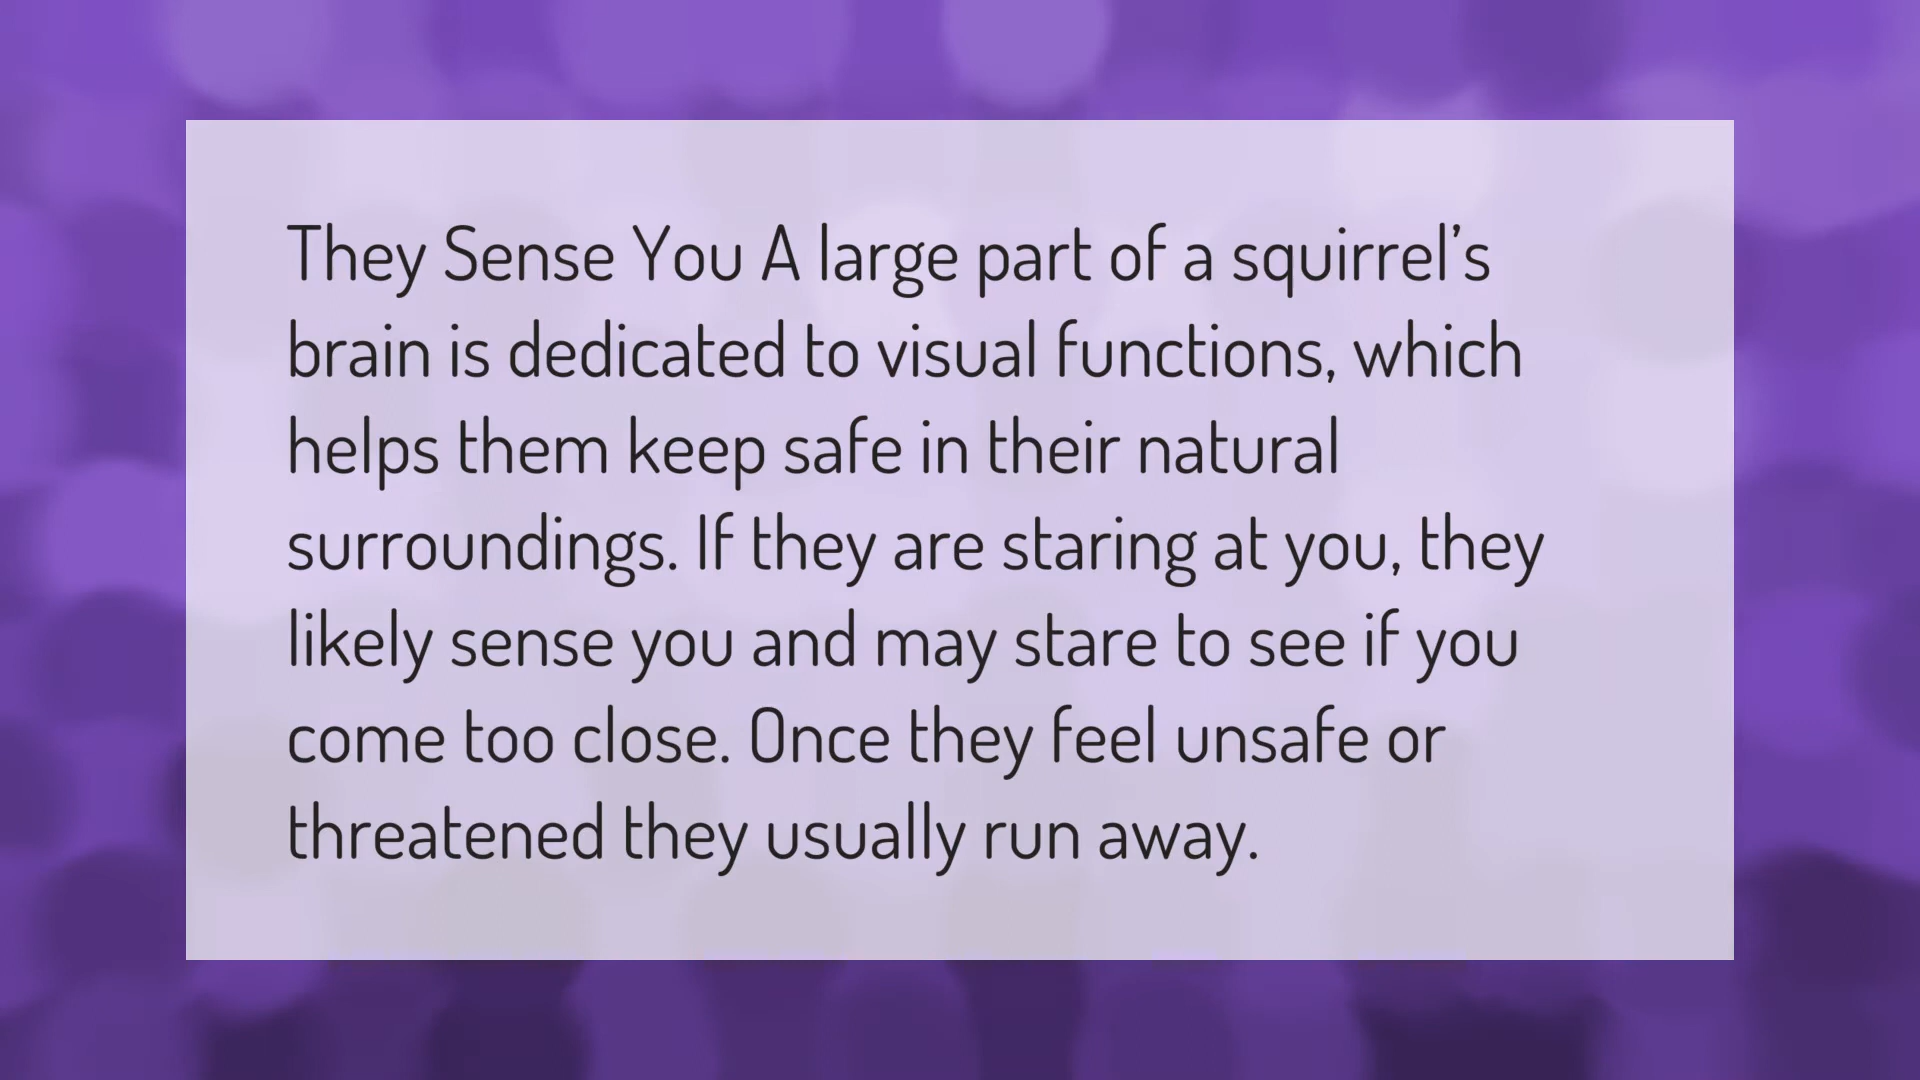 They Sense You A large part of a squirrel’s
brain is dedicated to visual functions, which
helps them keep safe in their natural
surroundings. If they are staring at you, they
likely sense you and may stare to see if you
come too close. Once they feel unsafe or
threatened they usually run away.